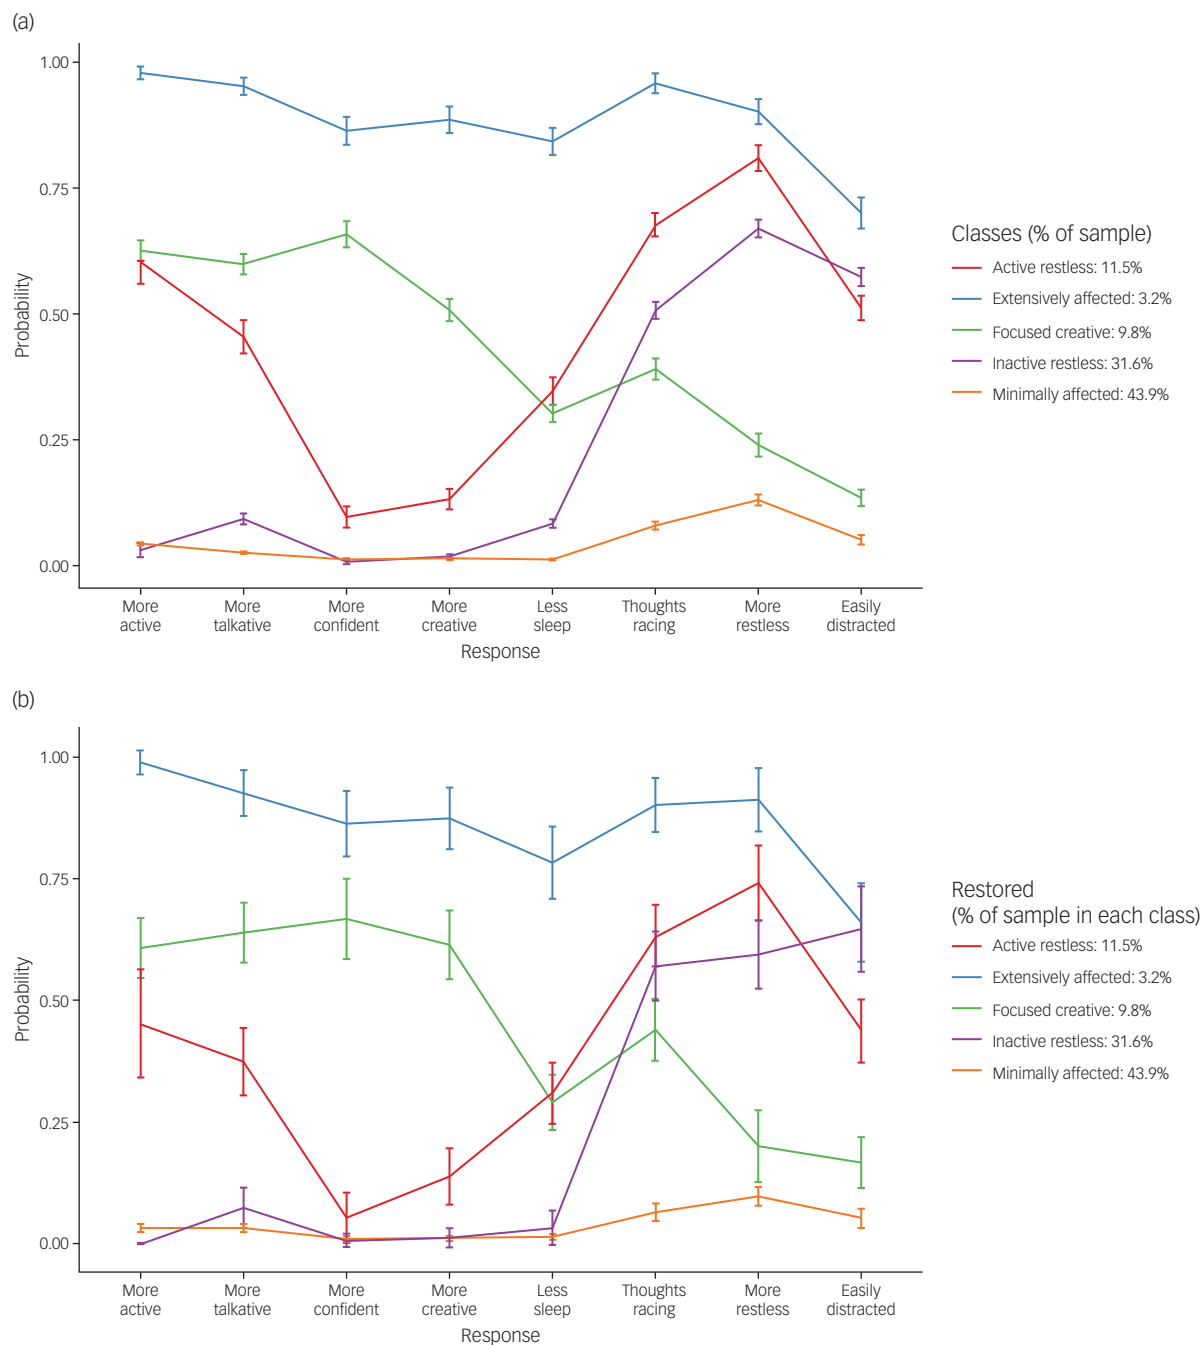 (a)
1.00
0.75
0.50
0.25
0.00
Probability
More
active
More
talkative
More
confident
More
creative
Less
sleep
Thoughts
racing
More
restless
Easily
distracted
Response
Classes (% of sample)
Active restless: 11.5%
Extensively affected: 3.2%
Focused creative: 9.8%
Inactive restless: 31.6%
Minimally affected: 43.9%
(b)
1.00
0.75
0.50
0.25
0.00
Probability
More
active
More
talkative
More
confident
More
creative
Less
sleep
Thoughts
racing
More
restless
Easily
distracted
Response
Restored
(% of sample in each class)
Active restless: 11.5%
Extensively affected: 3.2%
Focused creative: 9.8%
Inactive restless: 31.6%
Minimally affected: 43.9%